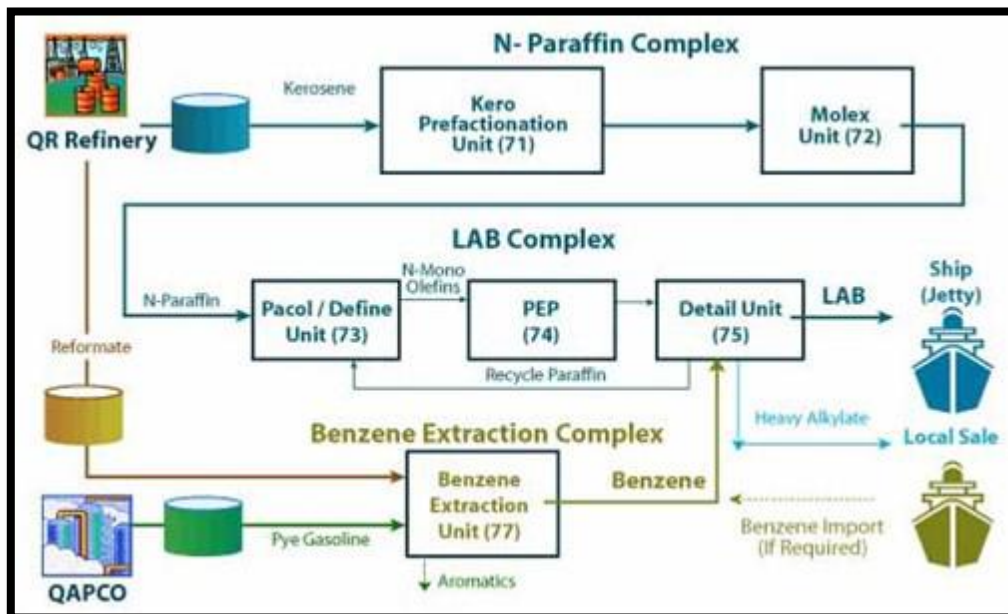 N- Paraffin Complex
Kerosene
QR Refinery
Kero
Prefactionation
Unit (71)
Molex
Unit (72)
LAB Complex
N-Paraffin
Pacol / Define
Unit (73)
N-Mono
Olefins
PEP
(74)
Detail Unit
(75)
LAB
Ship
(Jetty)
Recycle Paraffin
Reformate
Heavy Alkylate
Local Sale
Benzene Extraction Complex
Benzene
Extraction
Unit (77)
Benzene
Benzene Import
(If Required)
Pye Gasoline
QAPCO
Aromatics